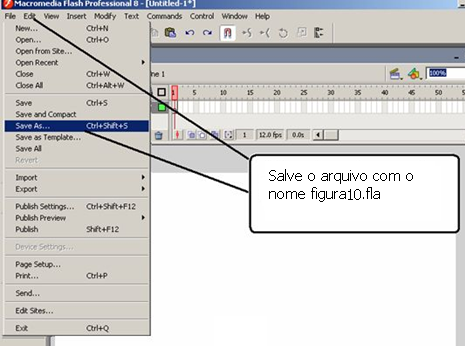 Macromedia Flash Professional 8 - [Untitled-1*]
File Edit View Insert Modify Text Commands Control Window Help
New... Ctrl+N
Open... Ctrl+O
Open from Site...
Open Recent
Close Ctrl+W
Close All Ctrl+Alt+W
Save Ctrl+S
Save and Compact
Save As... Ctrl+Shift+S
Save as Template...
Save All
Revert
Import
Export
Publish Settings... Ctrl+Shift+F12
Publish Preview
Publish Shift+F12
Device Settings...
Page Setup...
Print... Ctrl+P
Send...
Edit Sites...
Exit Ctrl+Q
ne 1
100%
1 5 10 15 20 25 30 35 40 45 50 55
1 12.0 fps 0.0s
Salve o arquivo com o
nome figura10.fla